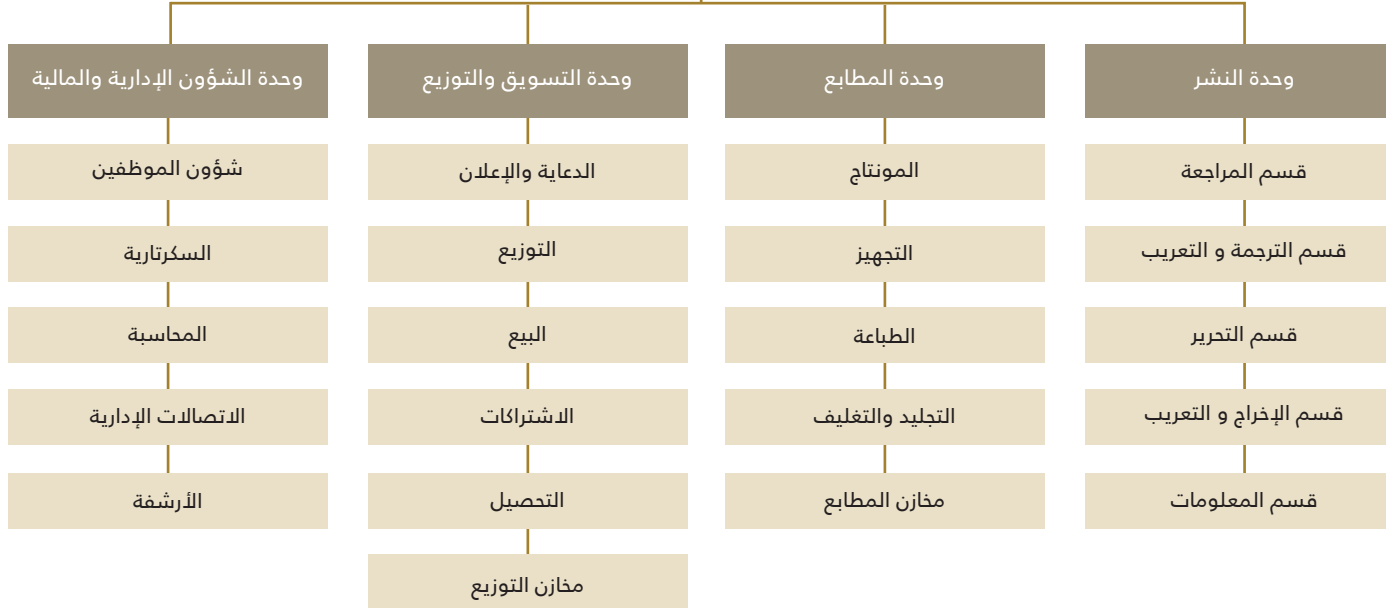 وحدة النشر
قسم المراجعة
قسم الترجمة و التعريب
قسم التحرير
قسم الإخراج و التعريب
قسم المعلومات
وحدة المطابع
المونتاج
التجهيز
الطباعة
التجليد والتغليف
مخازن المطابع
وحدة التسويق والتوزيع
الدعاية والإعلان
التوزيع
البيع
الاشتراكات
التحصيل
مخازن التوزيع
وحدة الشؤون الإدارية والمالية
شؤون الموظفين
السكرتارية
المحاسبة
الاتصالات الإدارية
الأرشفة